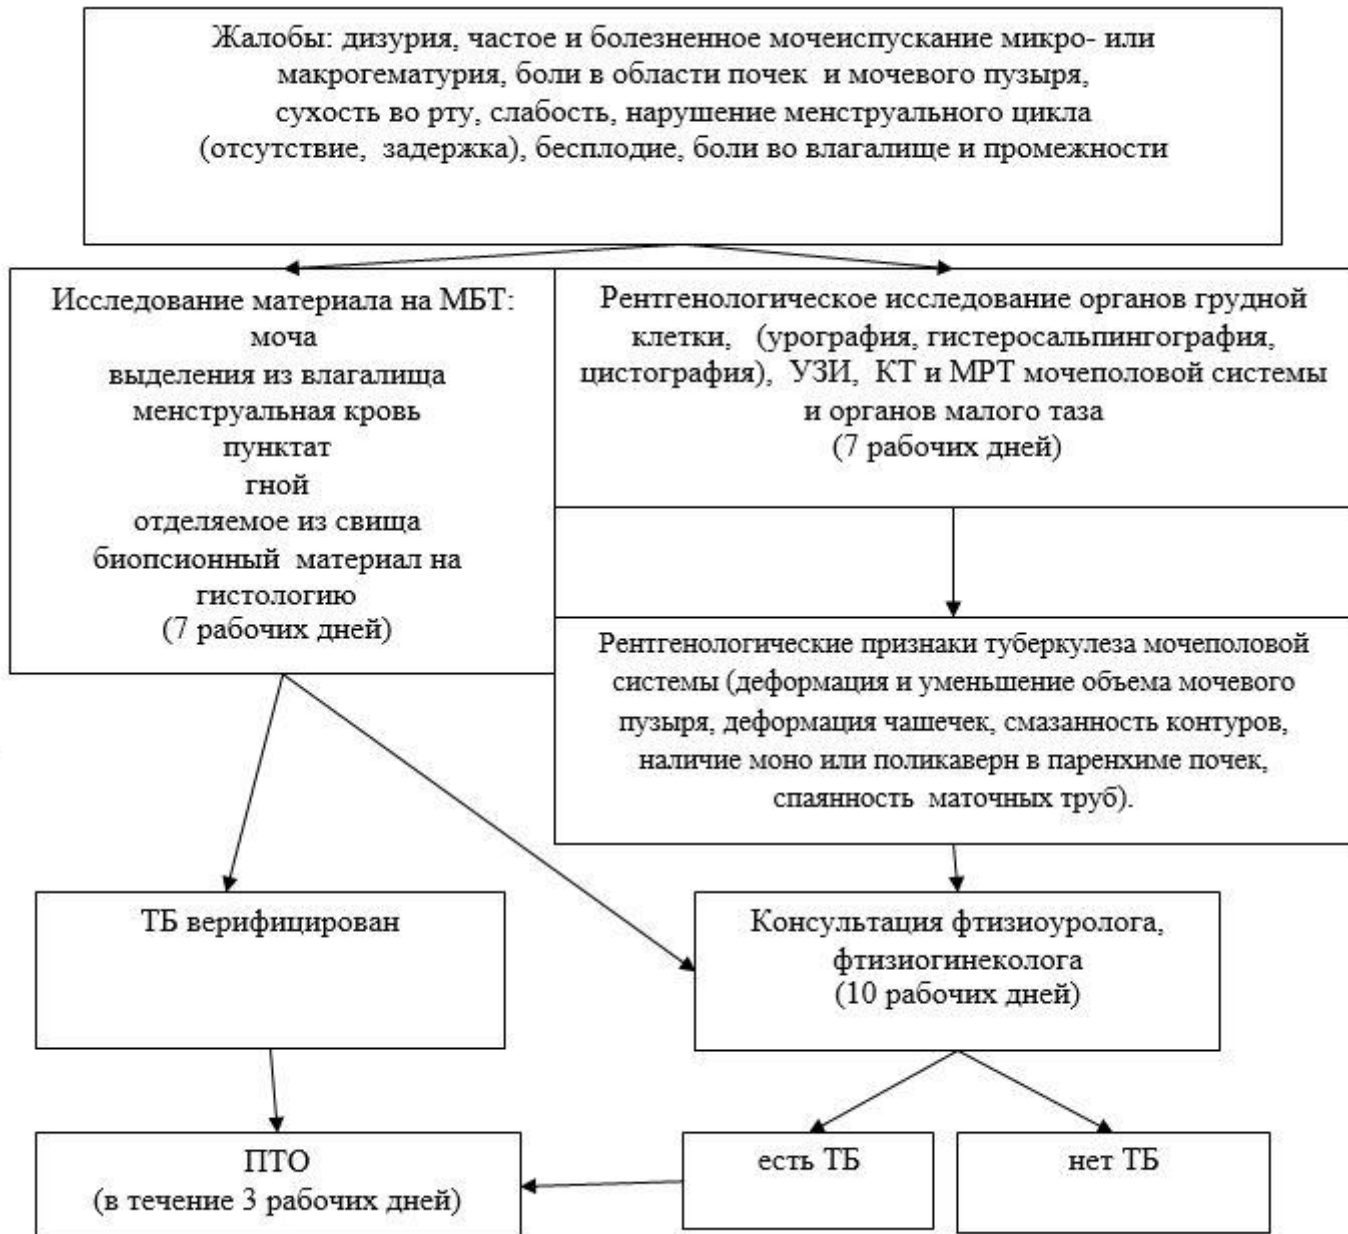 Жалобы: дизурия, частое и болезненное мочеиспускание микро- или
макрогематурия, боли в области почек и мочевого пузыря,
сухость во рту, слабость, нарушение менструального цикла
(отсутствие, задержка), бесплодие, боли во влагалище и промежности
Исследование материала на МБТ:
моча
выделения из влагалища
менструальная кровь
пунктат
гной
отделяемое из свища
биопсионный материал на
гистологию
(7 рабочих дней)
Рентгенологическое исследование органов грудной
клетки, (урография, гистеросальпингография,
цистография), УЗИ, КТ и МРТ мочеполовой системы
и органов малого таза
(7 рабочих дней)
Рентгенологические признаки туберкулеза мочеполовой
системы (деформация и уменьшение объема мочевого
пузыря, деформация чашечек, смазанность контуров,
наличие моно или поликаверн в паренхиме почек,
спаянность маточных труб).
ТБ верифицирован
Консультация фтизиоуролога,
фтизиогинеколога
(10 рабочих дней)
ПТО
(в течение 3 рабочих дней)
есть ТБ
нет ТБ